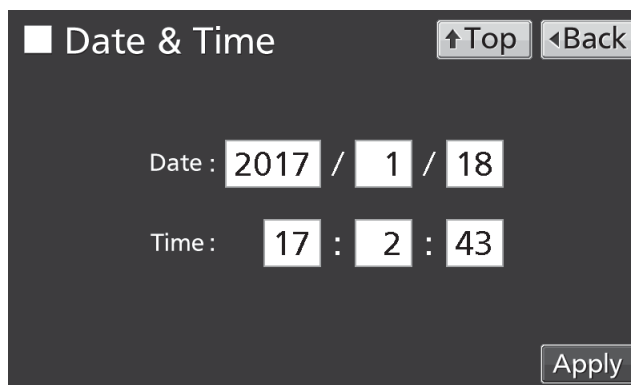 Date & Time ↑Top ◂Back
Date : 2017 / 1 / 18
Time : 17 : 2 : 43
Apply